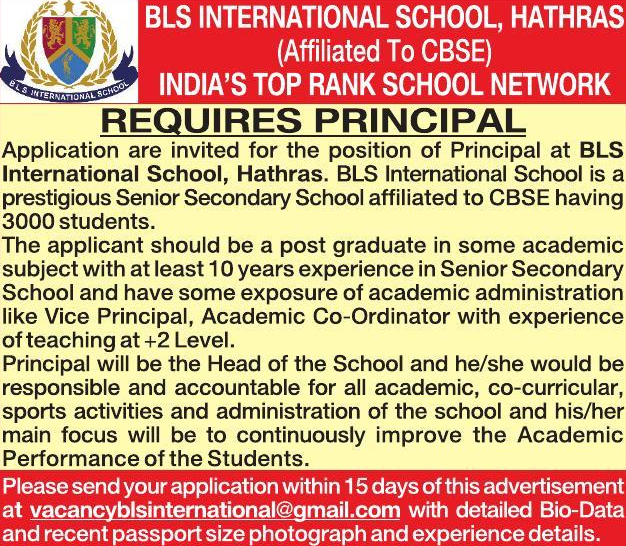 BLS INTERNATIONAL SCHOOL, HATHRAS
(Affiliated To CBSE)
INDIA'S TOP RANK SCHOOL NETWORK
BLS INTERNATIONAL SCHOOL
REQUIRES PRINCIPAL
Application are invited for the position of Principal at BLS
International School, Hathras. BLS International School is a
prestigious Senior Secondary School affiliated to CBSE having
3000 students.
The applicant should be a post graduate in some academic
subject with at least 10 years experience in Senior Secondary
School and have some exposure of academic administration
like Vice Principal, Academic Co-Ordinator with experience
of teaching at +2 Level.
Principal will be the Head of the School and he/she would be
responsible and accountable for all academic, co-curricular,
sports activities and administration of the school and his/her
main focus will be to continuously improve the Academic
Performance of the Students.
Please send your application within 15 days of this advertisement
at vacancyblsinternational@gmail.com with detailed Bio-Data
and recent passport size photograph and experience details.